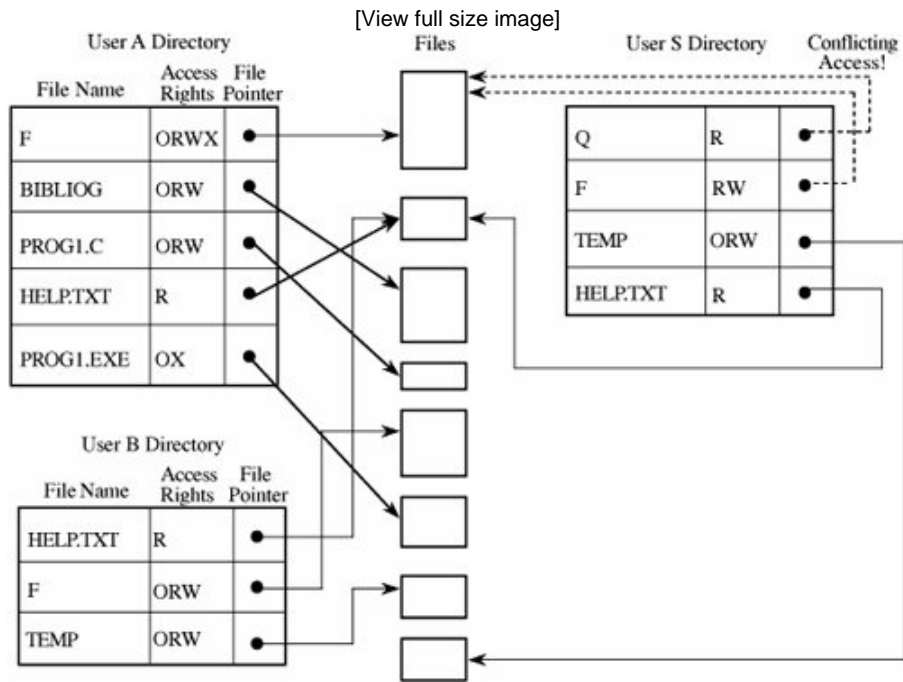 [View full size image]
User A Directory
File Name Access Rights File Pointer
F ORWX
BIBLIOG ORW
PROG1.C ORW
HELP.TXT R
PROG1.EXE OX
User B Directory
File Name Access Rights File Pointer
HELP.TXT R
F ORW
TEMP ORW
Files
User S Directory
Conflicting
Access!
Q R
F RW
TEMP ORW
HELP.TXT R